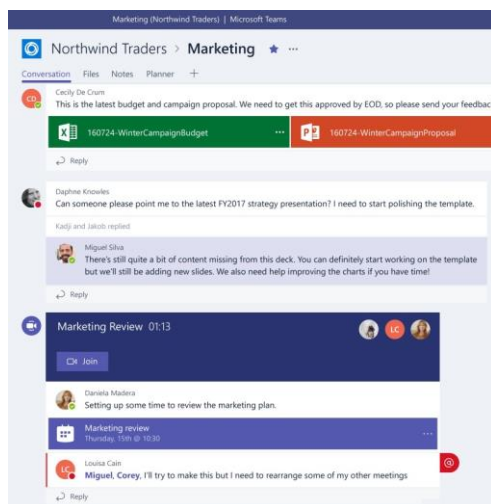 Marketing (Northwind Traders) | Microsoft Teams
Northwind Traders > Marketing ★ ···
Conversation Files Notes Planner +
Cecily De Crum
CD
This is the latest budget and campaign proposal. We need to get this approved by EOD, so please send your feedbac
160724-WinterCampaignBudget ··· 160724-WinterCampaignProposal
Reply
Daphne Knowles
Can someone please point me to the latest FY2017 strategy presentation? I need to start polishing the template.
Kadji and Jakob replied
Miguel Silva
There's still quite a bit of content missing from this deck. You can definitely start working on the template
but we'll still be adding new slides. We also need help improving the charts if you have time!
Reply
Marketing Review 01:13
LC
Join
Daniela Madera
Setting up some time to review the marketing plan.
Marketing review
Thursday, 15th @ 10:30
···
Louisa Cain
LC
@
Miguel, Corey, I'll try to make this but I need to rearrange some of my other meetings
Reply